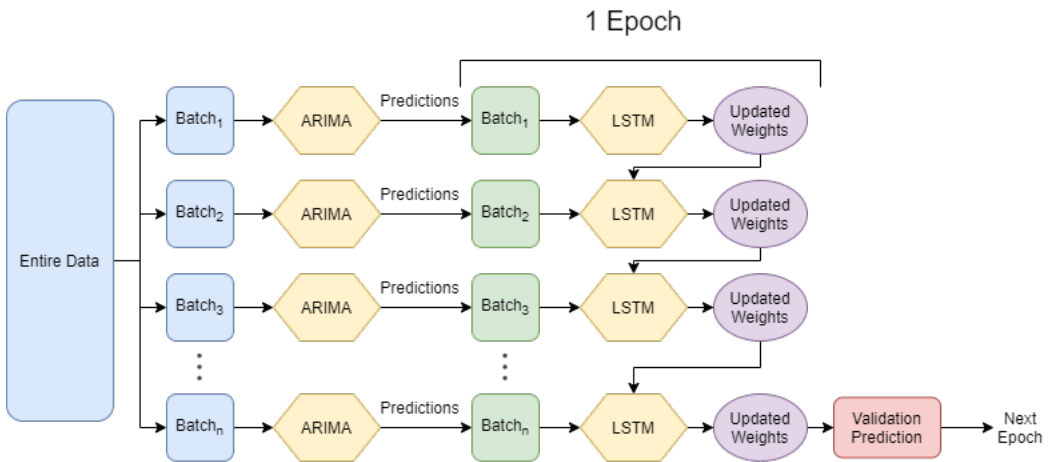 1 Epoch
Entire Data
Batch₁
ARIMA
Predictions
Batch₁
LSTM
Updated
Weights
Batch₂
ARIMA
Predictions
Batch₂
LSTM
Updated
Weights
Batch₃
ARIMA
Predictions
Batch₃
LSTM
Updated
Weights
Batchₙ
ARIMA
Predictions
Batchₙ
LSTM
Updated
Weights
Validation
Prediction
Next
Epoch